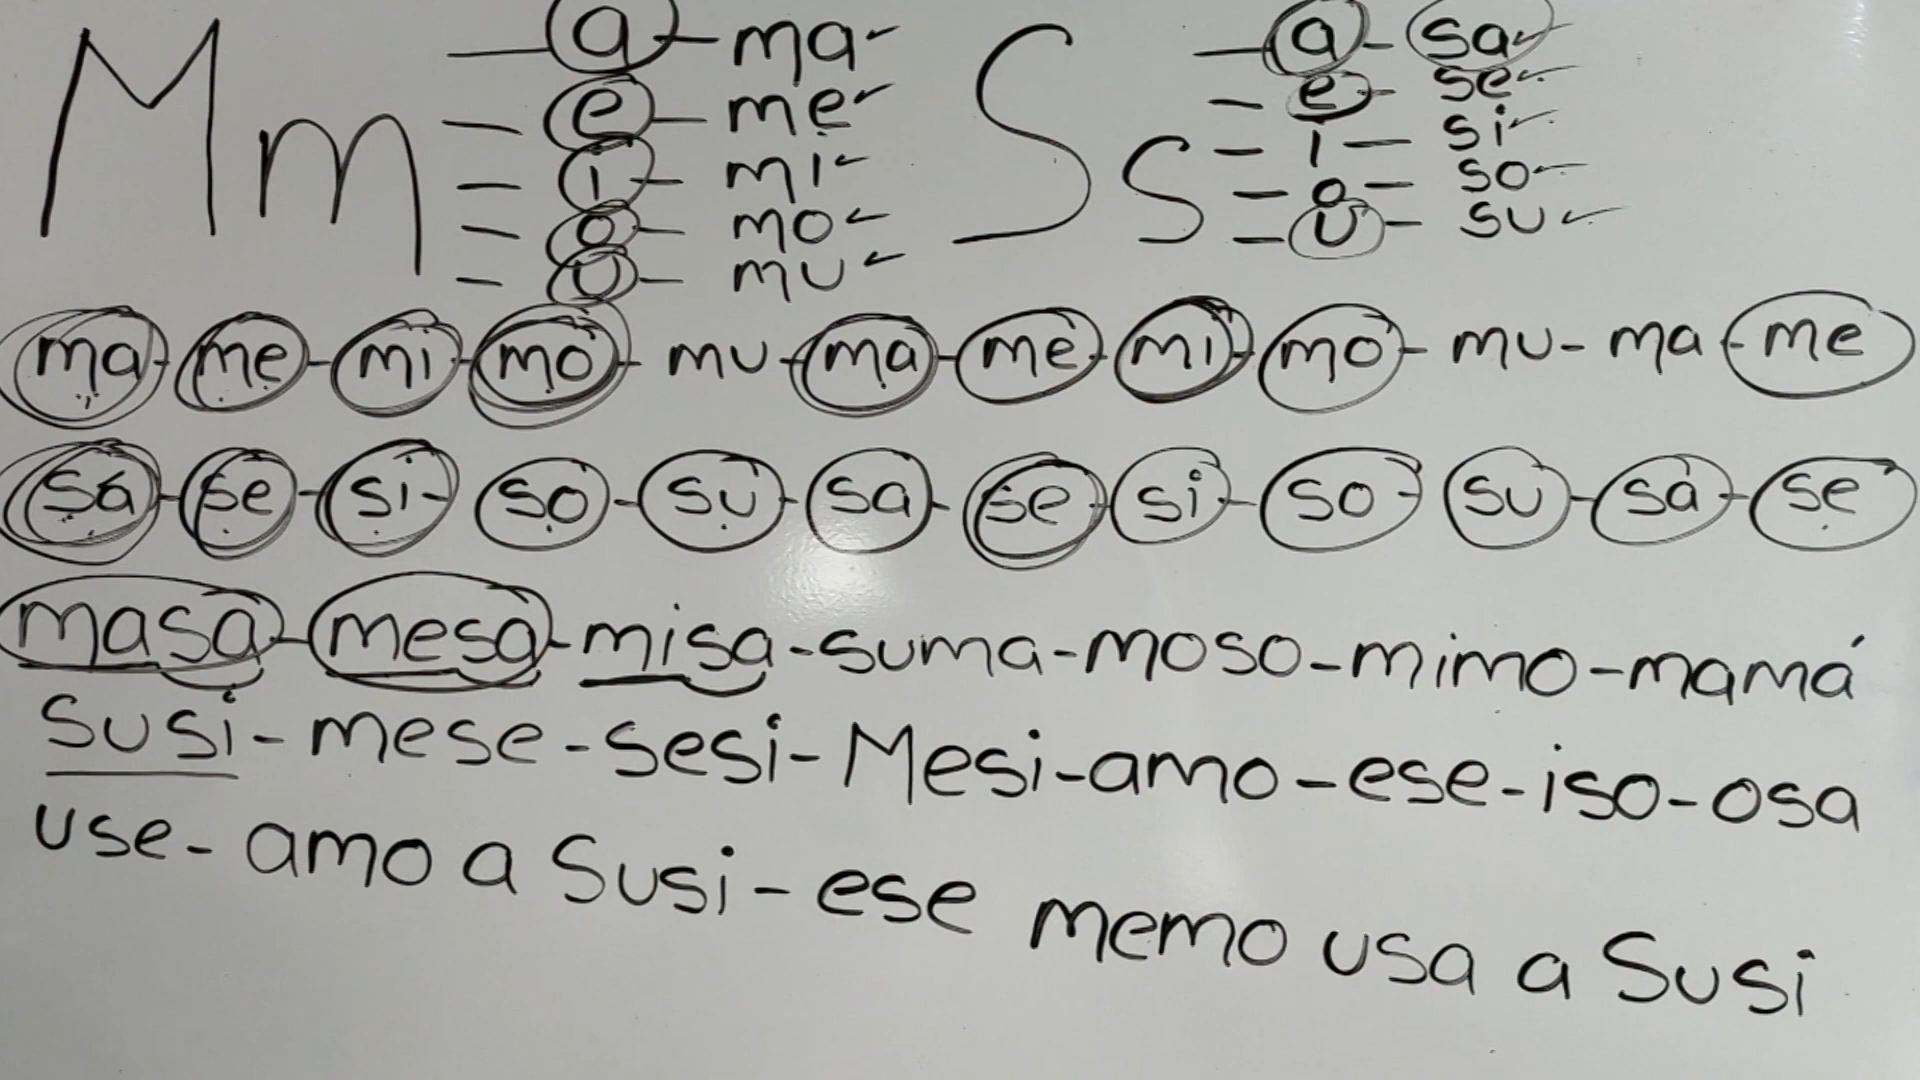 Mm - a - ma
- e - me
- i - mi
- o - mo
- u - mu
Ss - a - sa
- e - se
- i - si
- o - so
- u - su
ma - me - mi - mo - mu - ma - me - mi - mo - mu - ma - me
sa - se - si - so - su - sa - se - si - so - su - sa - se
masa - mesa - misa - suma - moso - mimo - mamá
Susi - mese - sesi - Mesi - amo - ese - iso - osa
use - amo a Susi - ese memo usa a Susi